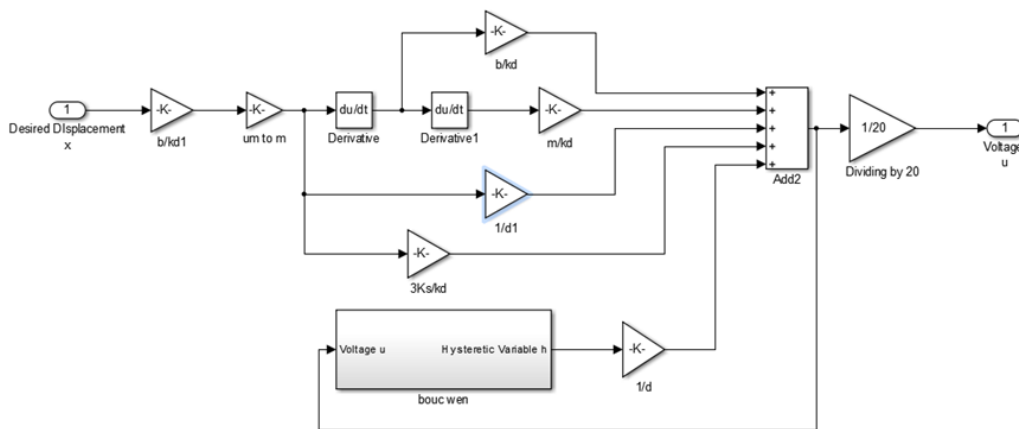 -K-
b/kd
1
Desired DIsplacement
x
-K-
b/kd1
-K-
um to m
du/dt
Derivative
du/dt
Derivative1
-K-
m/kd
+
+
+
+
+
Add2
1/20
Dividing by 20
1
Voltage
u
-K-
1/d1
-K-
3Ks/kd
Voltage u
Hysteretic Variable h
bouc wen
-K-
1/d